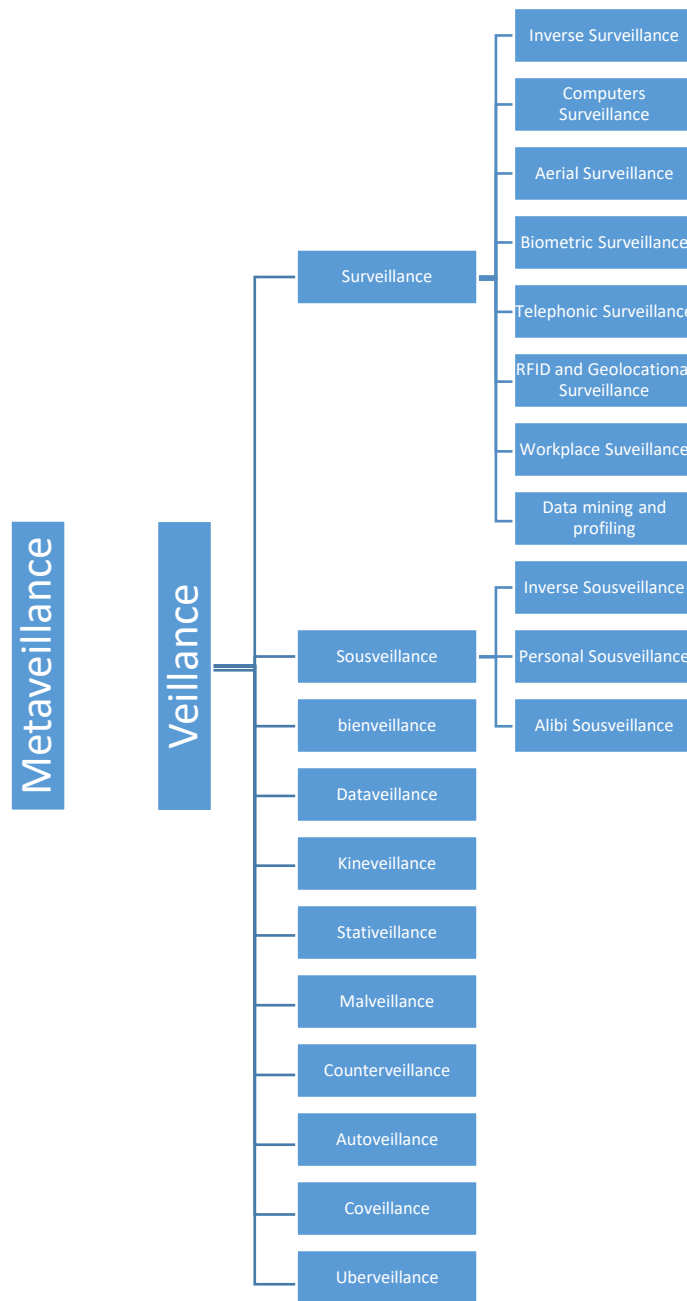 Metaveillance
Veillance
Surveillance
Inverse Surveillance
Computers
Surveillance
Aerial Surveillance
Biometric Surveillance
Telephonic Surveillance
RFID and Geolocational
Surveillance
Workplace Suveillance
Data mining and
profiling
Sousveillance
Inverse Sousveillance
Personal Sousveillance
Alibi Sousveillance
bienveillance
Dataveillance
Kineveillance
Stativeillance
Malveillance
Counterveillance
Autoveillance
Coveillance
Uberveillance